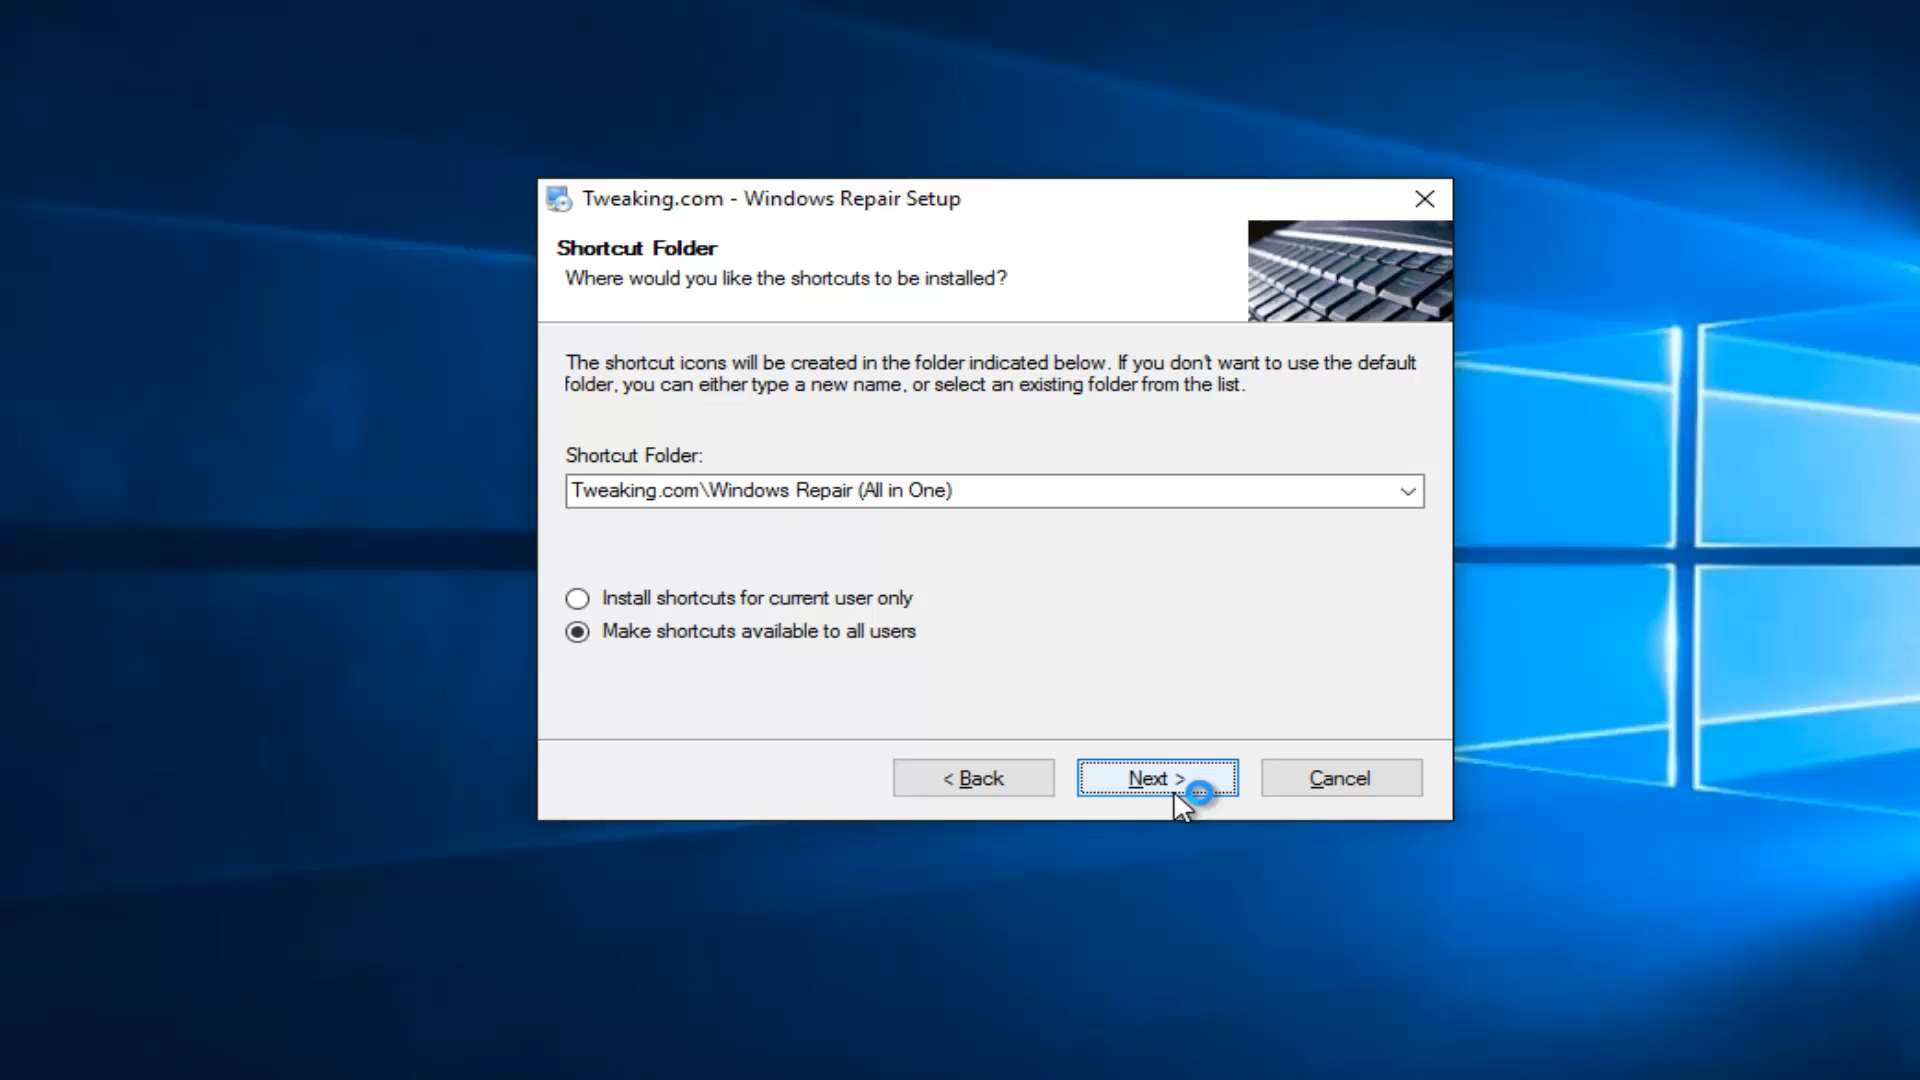 Tweaking.com - Windows Repair Setup
Shortcut Folder
Where would you like the shortcuts to be installed?
The shortcut icons will be created in the folder indicated below. If you don't want to use the default
folder, you can either type a new name, or select an existing folder from the list.
Shortcut Folder:
Tweaking.com\Windows Repair (All in One)
Install shortcuts for current user only
Make shortcuts available to all users
< Back Next > Cancel